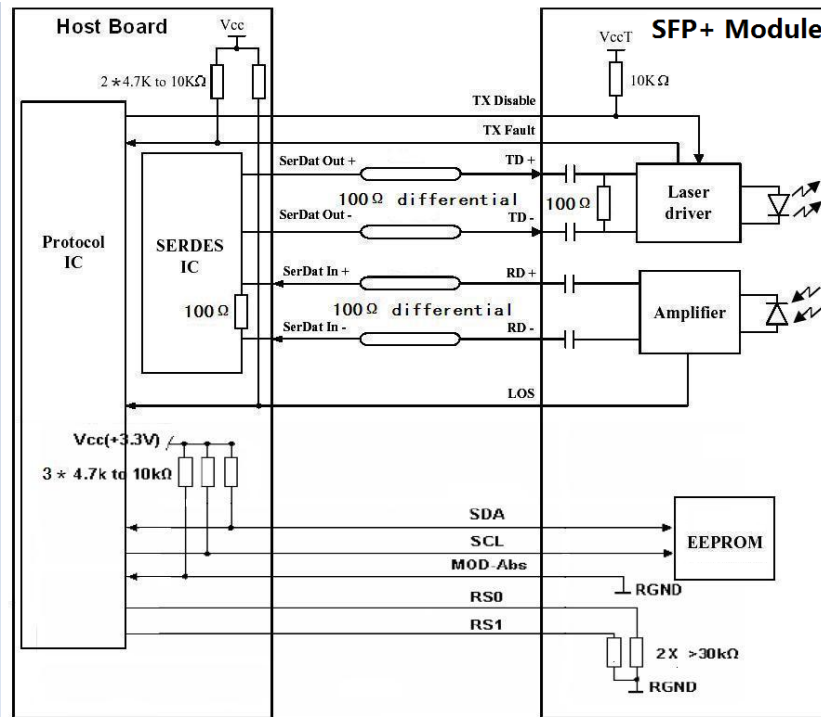 Host Board
SFP+ Module
Vcc
VccT
2*4.7K to 10KΩ
10KΩ
TX Disable
TX Fault
SerDat Out +
TD +
100Ω differential
100Ω
Laser
driver
SerDat Out -
TD -
Protocol
IC
SERDES
IC
SerDat In +
RD +
100Ω
100Ω differential
Amplifier
SerDat In -
RD -
LOS
Vcc(+3.3V)
3 * 4.7k to 10kΩ
SDA
SCL
EEPROM
MOD-Abs
RGND
RS0
RS1
2X >30kΩ
RGND